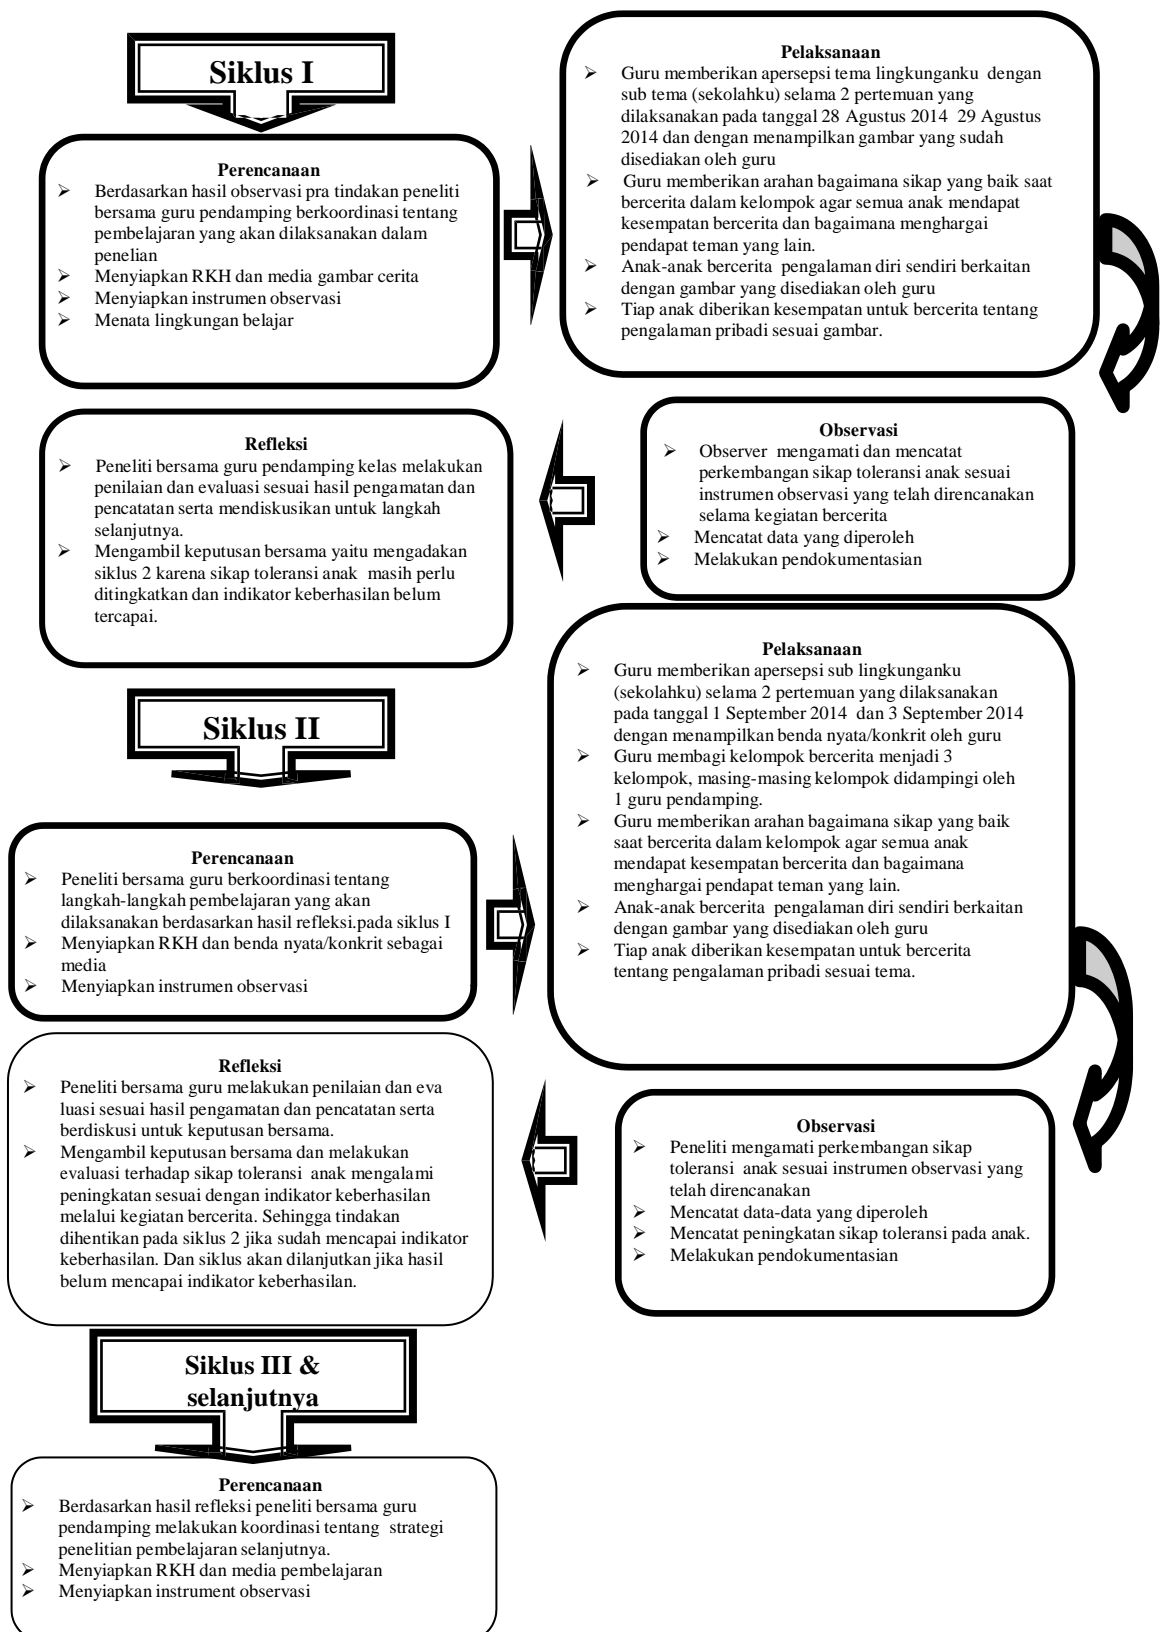 Siklus I
Perencanaan
➢ Berdasarkan hasil observasi pra tindakan peneliti
bersama guru pendamping berkoordinasi tentang
pembelajaran yang akan dilaksanakan dalam
penelian
➢ Menyiapkan RKH dan media gambar cerita
➢ Menyiapkan instrumen observasi
➢ Menata lingkungan belajar
Pelaksanaan
➢ Guru memberikan apersepsi tema lingkunganku dengan
sub tema (sekolahku) selama 2 pertemuan yang
dilaksanakan pada tanggal 28 Agustus 2014 29 Agustus
2014 dan dengan menampilkan gambar yang sudah
disediakan oleh guru
➢ Guru memberikan arahan bagaimana sikap yang baik saat
bercerita dalam kelompok agar semua anak mendapat
kesempatan bercerita dan bagaimana menghargai
pendapat teman yang lain.
➢ Anak-anak bercerita pengalaman diri sendiri berkaitan
dengan gambar yang disediakan oleh guru
➢ Tiap anak diberikan kesempatan untuk bercerita tentang
pengalaman pribadi sesuai gambar.
Observasi
➢ Observer mengamati dan mencatat
perkembangan sikap toleransi anak sesuai
instrumen observasi yang telah direncanakan
selama kegiatan bercerita
➢ Mencatat data yang diperoleh
➢ Melakukan pendokumentasian
Refleksi
➢ Peneliti bersama guru pendamping kelas melakukan
penilaian dan evaluasi sesuai hasil pengamatan dan
pencatatan serta mendiskusikan untuk langkah
selanjutnya.
➢ Mengambil keputusan bersama yaitu mengadakan
siklus 2 karena sikap toleransi anak masih perlu
ditingkatkan dan indikator keberhasilan belum
tercapai.
Siklus II
Perencanaan
➢ Peneliti bersama guru berkoordinasi tentang
langkah-langkah pembelajaran yang akan
dilaksanakan berdasarkan hasil refleksi.pada siklus I
➢ Menyiapkan RKH dan benda nyata/konkrit sebagai
media
➢ Menyiapkan instrumen observasi
Pelaksanaan
➢ Guru memberikan apersepsi sub lingkunganku
(sekolahku) selama 2 pertemuan yang dilaksanakan
pada tanggal 1 September 2014 dan 3 September 2014
dengan menampilkan benda nyata/konkrit oleh guru
➢ Guru membagi kelompok bercerita menjadi 3
kelompok, masing-masing kelompok didampingi oleh
1 guru pendamping.
➢ Guru memberikan arahan bagaimana sikap yang baik
saat bercerita dalam kelompok agar semua anak
mendapat kesempatan bercerita dan bagaimana
menghargai pendapat teman yang lain.
➢ Anak-anak bercerita pengalaman diri sendiri berkaitan
dengan gambar yang disediakan oleh guru
➢ Tiap anak diberikan kesempatan untuk bercerita
tentang pengalaman pribadi sesuai tema.
Observasi
➢ Peneliti mengamati perkembangan sikap
toleransi anak sesuai instrumen observasi yang
telah direncanakan
➢ Mencatat data-data yang diperoleh
➢ Mencatat peningkatan sikap toleransi pada anak.
➢ Melakukan pendokumentasian
Refleksi
➢ Peneliti bersama guru melakukan penilaian dan eva
luasi sesuai hasil pengamatan dan pencatatan serta
berdiskusi untuk keputusan bersama.
➢ Mengambil keputusan bersama dan melakukan
evaluasi terhadap sikap toleransi anak mengalami
peningkatan sesuai dengan indikator keberhasilan
melalui kegiatan bercerita. Sehingga tindakan
dihentikan pada siklus 2 jika sudah mencapai indikator
keberhasilan. Dan siklus akan dilanjutkan jika hasil
belum mencapai indikator keberhasilan.
Siklus III &
selanjutnya
Perencanaan
➢ Berdasarkan hasil refleksi peneliti bersama guru
pendamping melakukan koordinasi tentang strategi
penelitian pembelajaran selanjutnya.
➢ Menyiapkan RKH dan media pembelajaran
➢ Menyiapkan instrument observasi